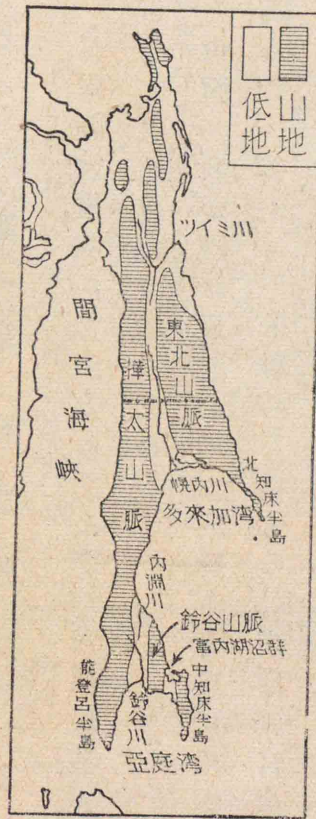 山地
低地
ツイミ川
間宮海峡
東北山脈
樺太山脈
北知床半島
幌内川
多來加湾
内淵川
鈴谷山脈
富内湖沼群
中知床半島
能登呂半島
鈴谷川
亞庭湾